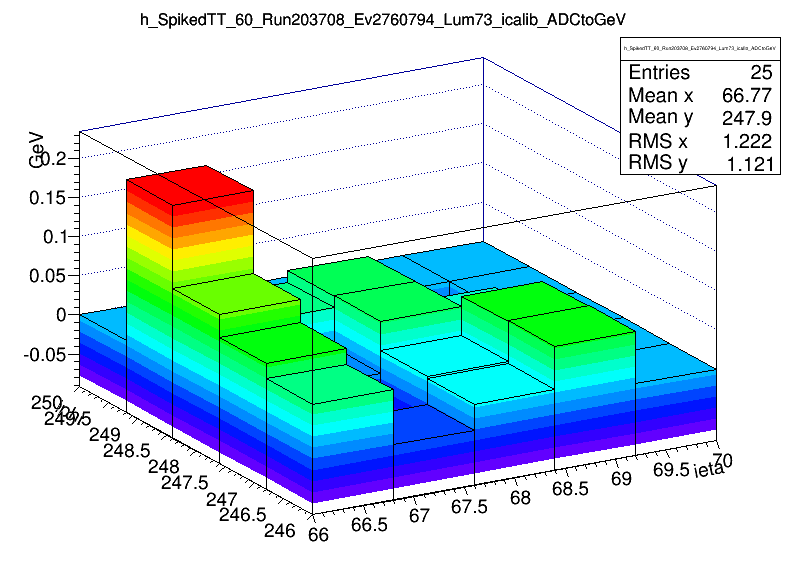 h_SpikedTT_60_Run203708_Ev2760794_Lum73_icalib_ADCtoGeV
h_SpikedTT_60_Run203708_Ev2760794_Lum73_icalib_ADCtoGeV
Entries 25
Mean x 66.77
Mean y 247.9
RMS x 1.222
RMS y 1.121
GeV
0.2
0.15
0.1
0.05
0
-0.05
250
249.5
249
248.5
248
247.5
247
246.5
246
66
66.5
67
67.5
68
68.5
69
69.5
70
ieta